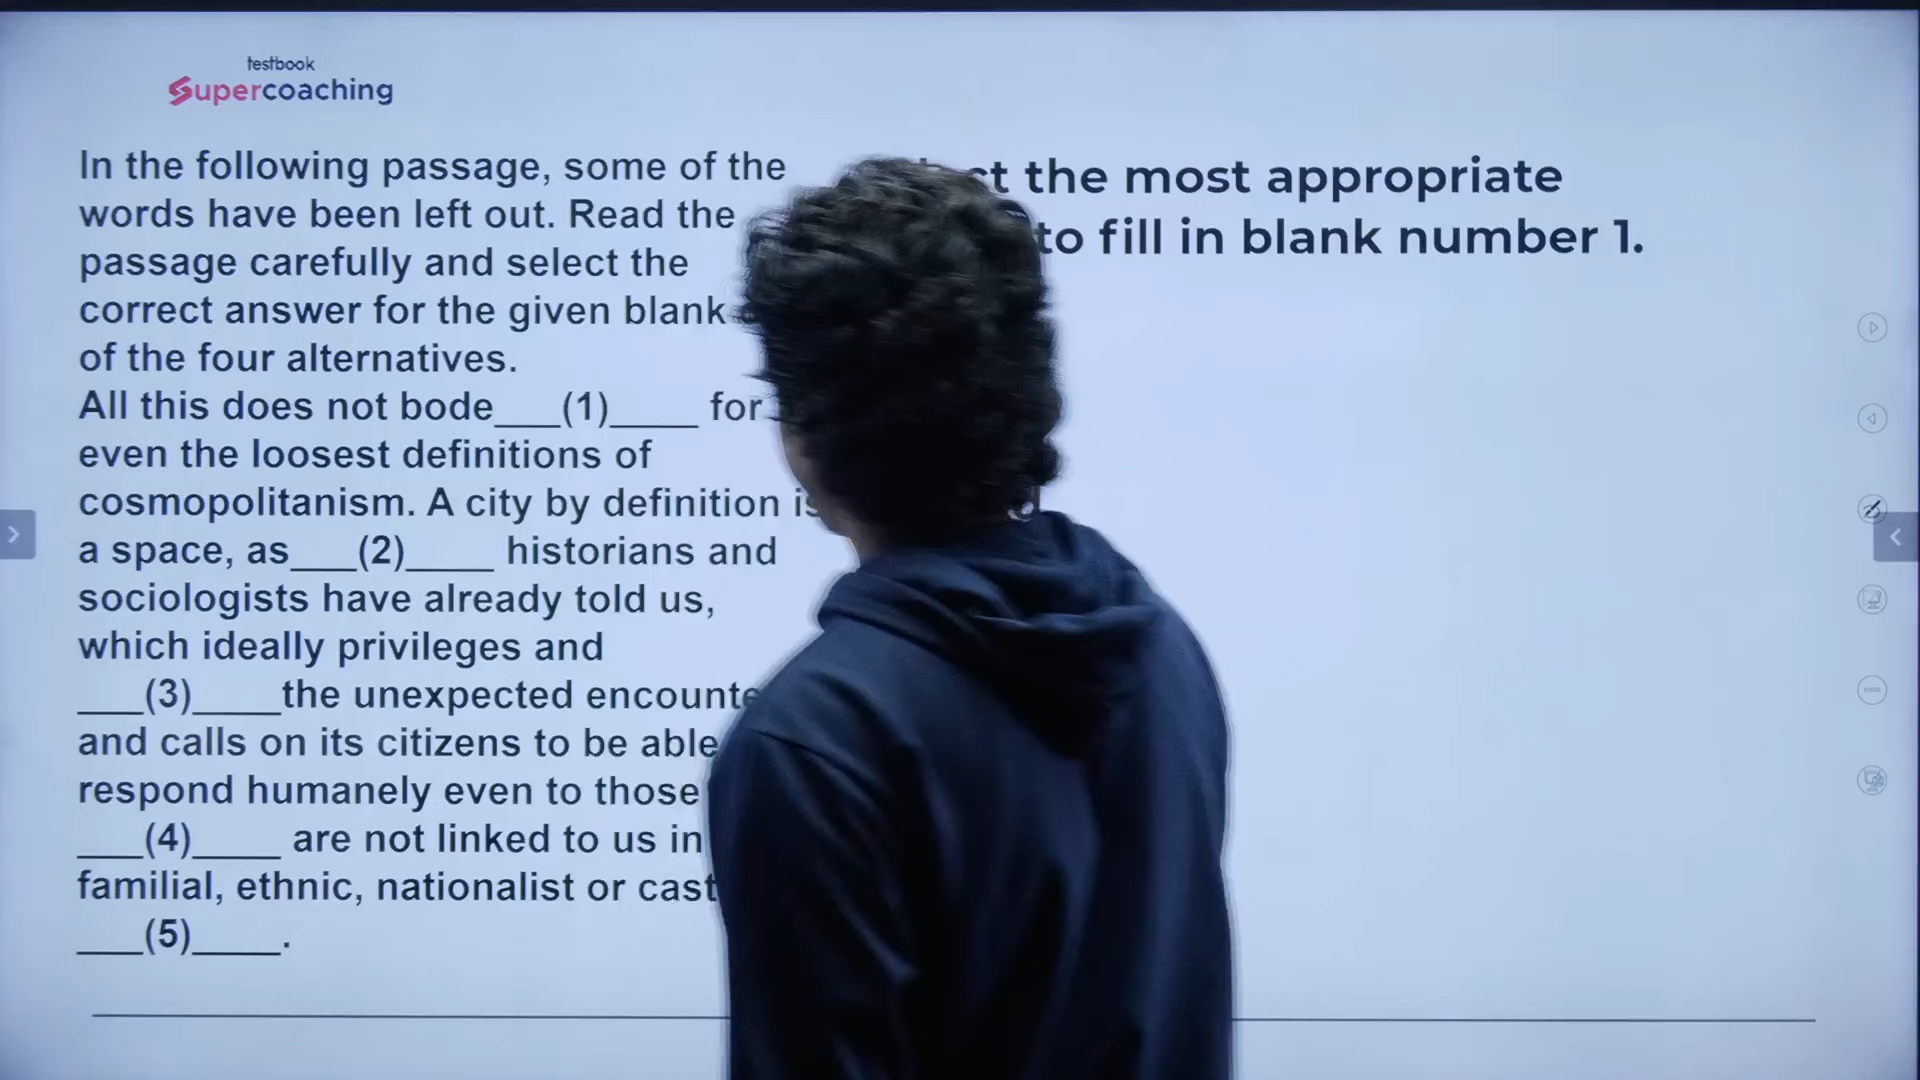 testbook
Supercoaching
In the following passage, some of the
words have been left out. Read the
passage carefully and select the
correct answer for the given blank
of the four alternatives.
All this does not bode___(1)____ for
even the loosest definitions of
cosmopolitanism. A city by definition is
a space, as___(2)____ historians and
sociologists have already told us,
which ideally privileges and
___(3)____the unexpected
and calls on its citizens to be able
respond humanely even to those
___(4)____ are not linked to us in
familial, ethnic, nationalist or
___(5)____.
the most appropriate
to fill in blank number 1.